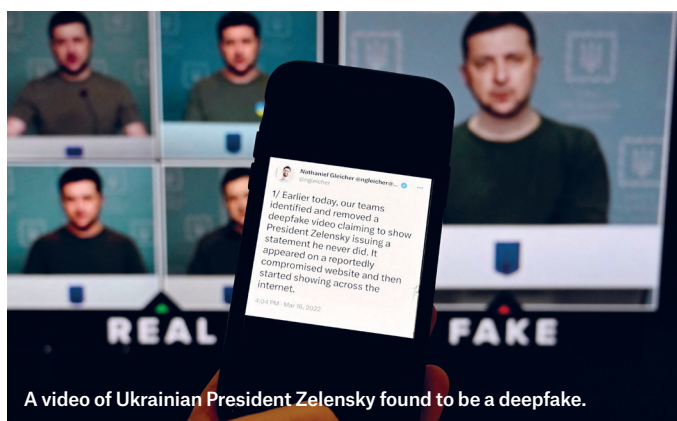 Nathaniel Gleicher @ngleicher@...
@ngleicher
1/ Earlier today, our teams
identified and removed a
deepfake video claiming to show
President Zelensky issuing a
statement he never did. It
appeared on a reportedly
compromised website and then
started showing across the
internet.
4:04 PM · Mar 16, 2022
REAL
FAKE
A video of Ukrainian President Zelensky found to be a deepfake.